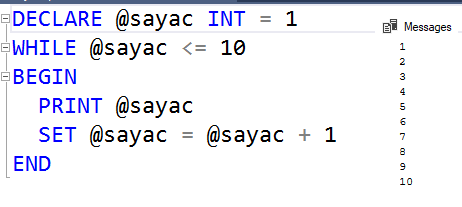 DECLARE @sayac INT = 1
WHILE @sayac <= 10
BEGIN
PRINT @sayac
SET @sayac = @sayac + 1
END
Messages
1
2
3
4
5
6
7
8
9
10